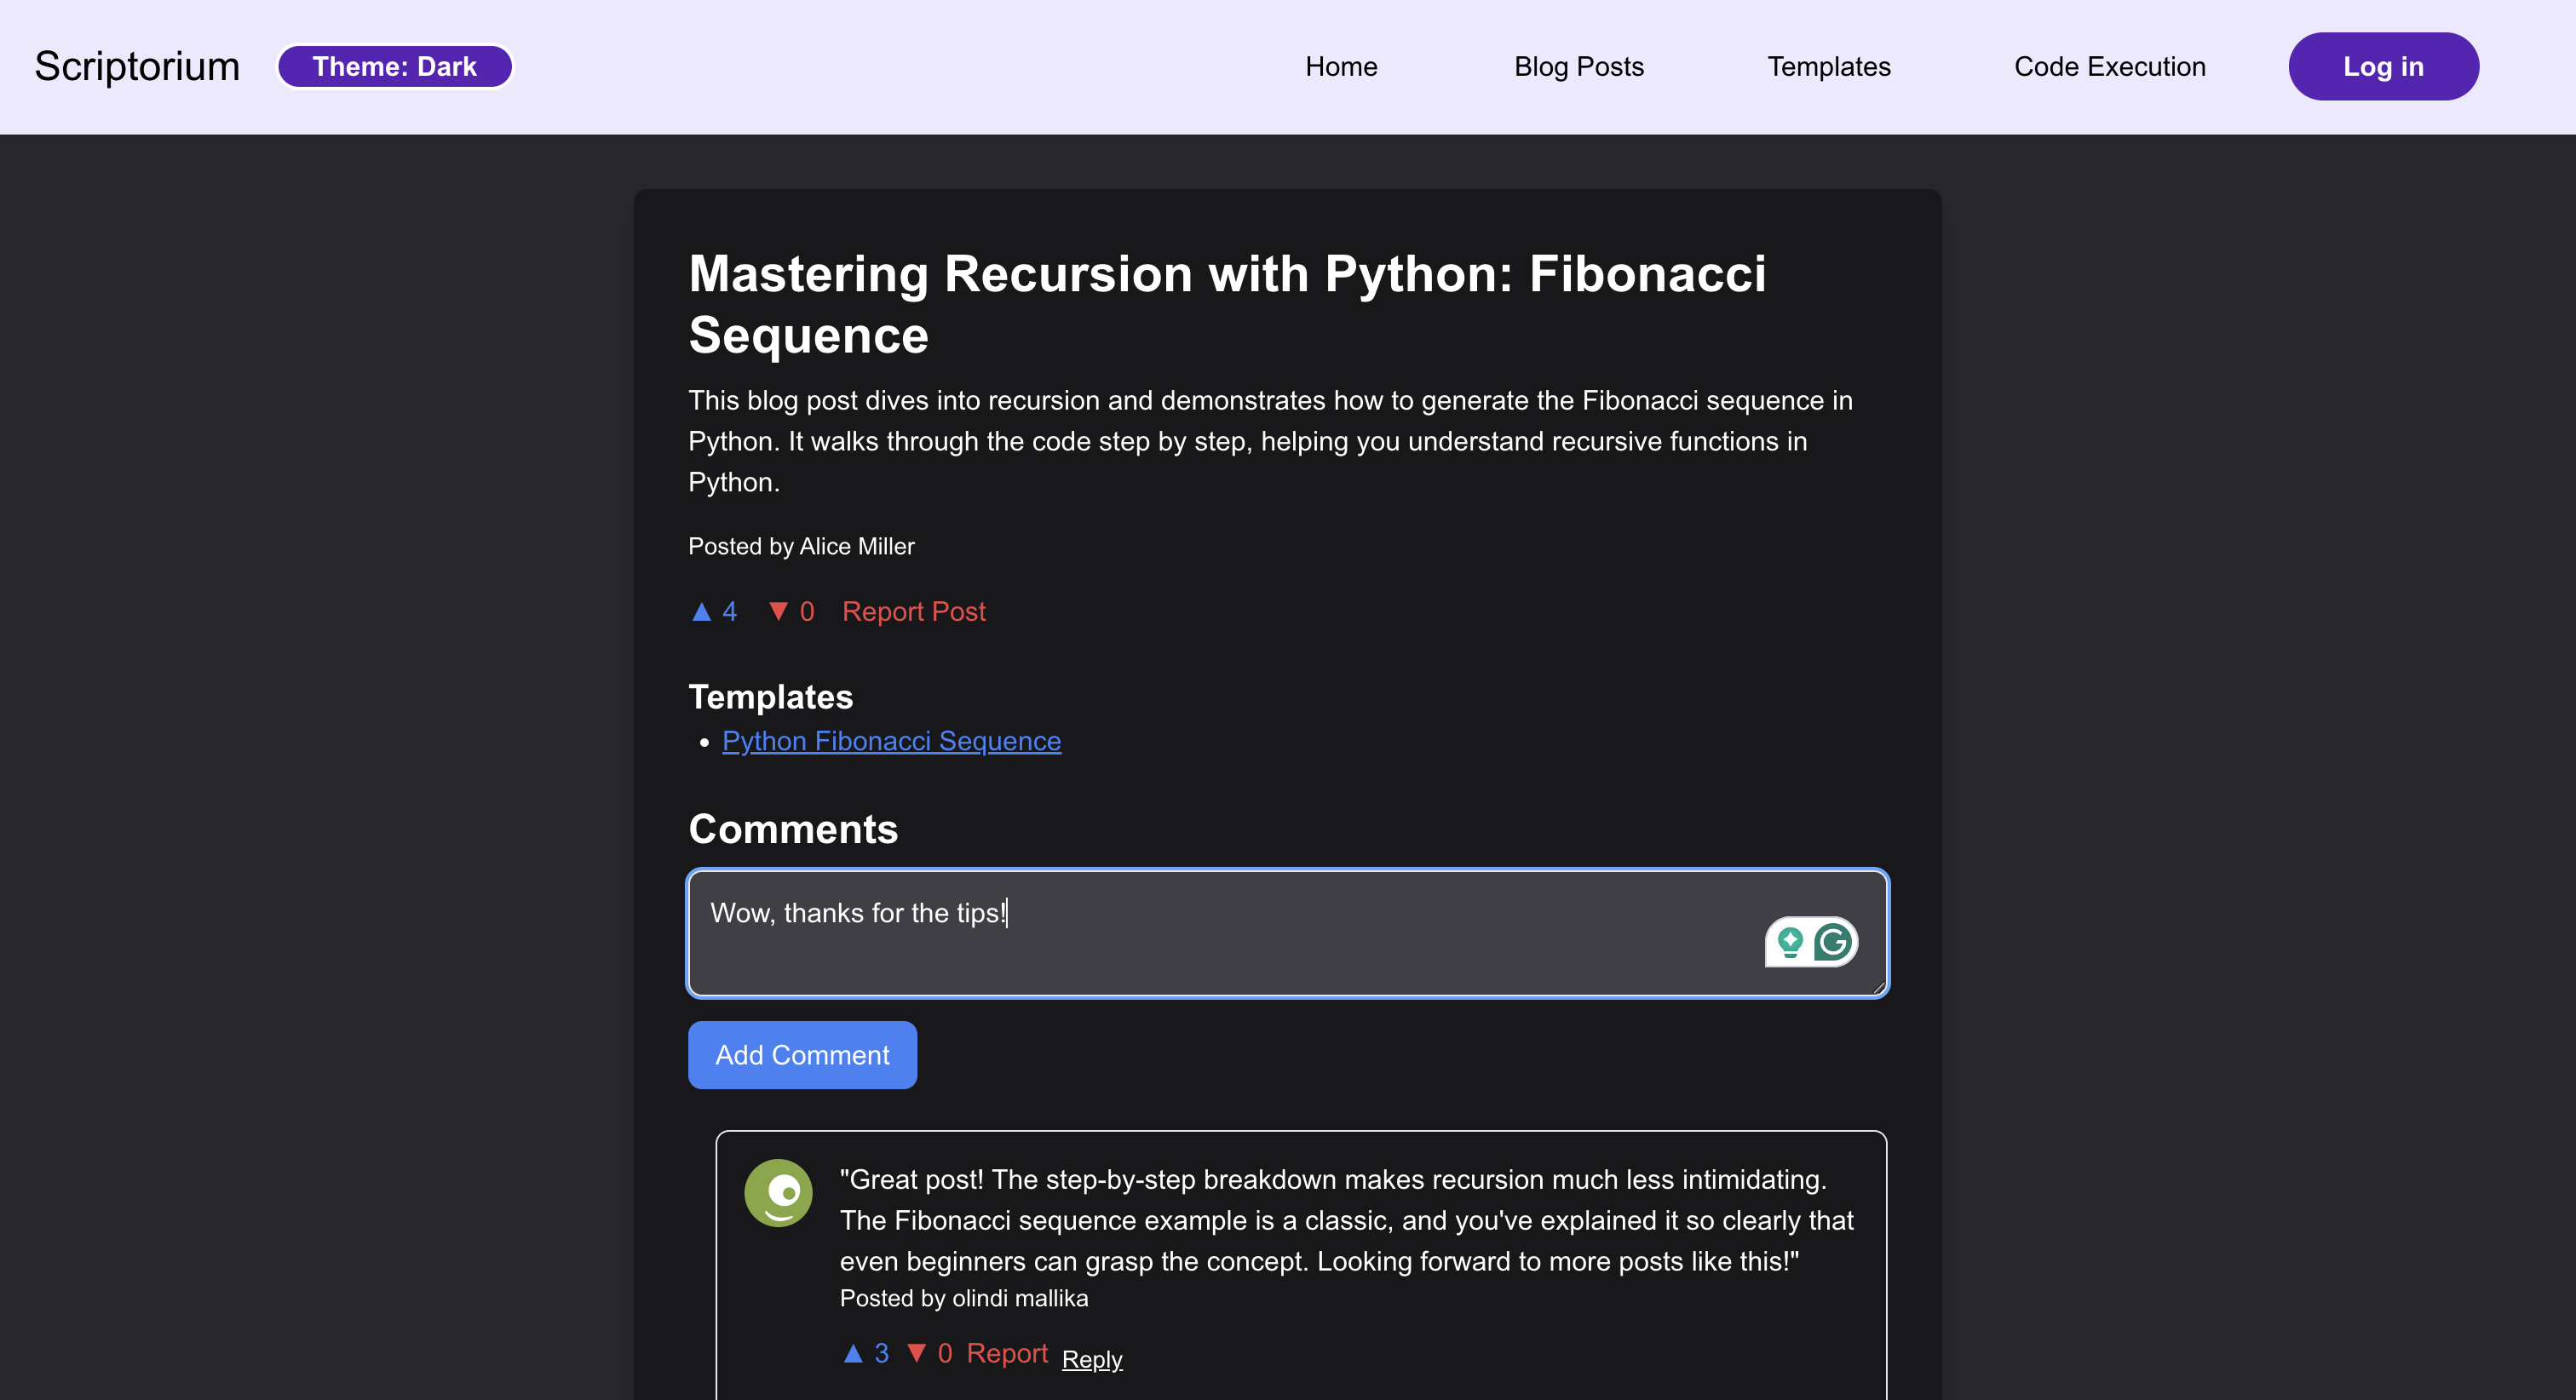 Scriptorium
Theme: Dark
Home
Blog Posts
Templates
Code Execution
Log in
Mastering Recursion with Python: Fibonacci
Sequence
This blog post dives into recursion and demonstrates how to generate the Fibonacci sequence in
Python. It walks through the code step by step, helping you understand recursive functions in
Python.
Posted by Alice Miller
▲ 4 ▼ 0 Report Post
Templates
• Python Fibonacci Sequence
Comments
Wow, thanks for the tips!
Add Comment
"Great post! The step-by-step breakdown makes recursion much less intimidating.
The Fibonacci sequence example is a classic, and you've explained it so clearly that
even beginners can grasp the concept. Looking forward to more posts like this!"
Posted by olindi mallika
▲ 3 ▼ 0 Report Reply